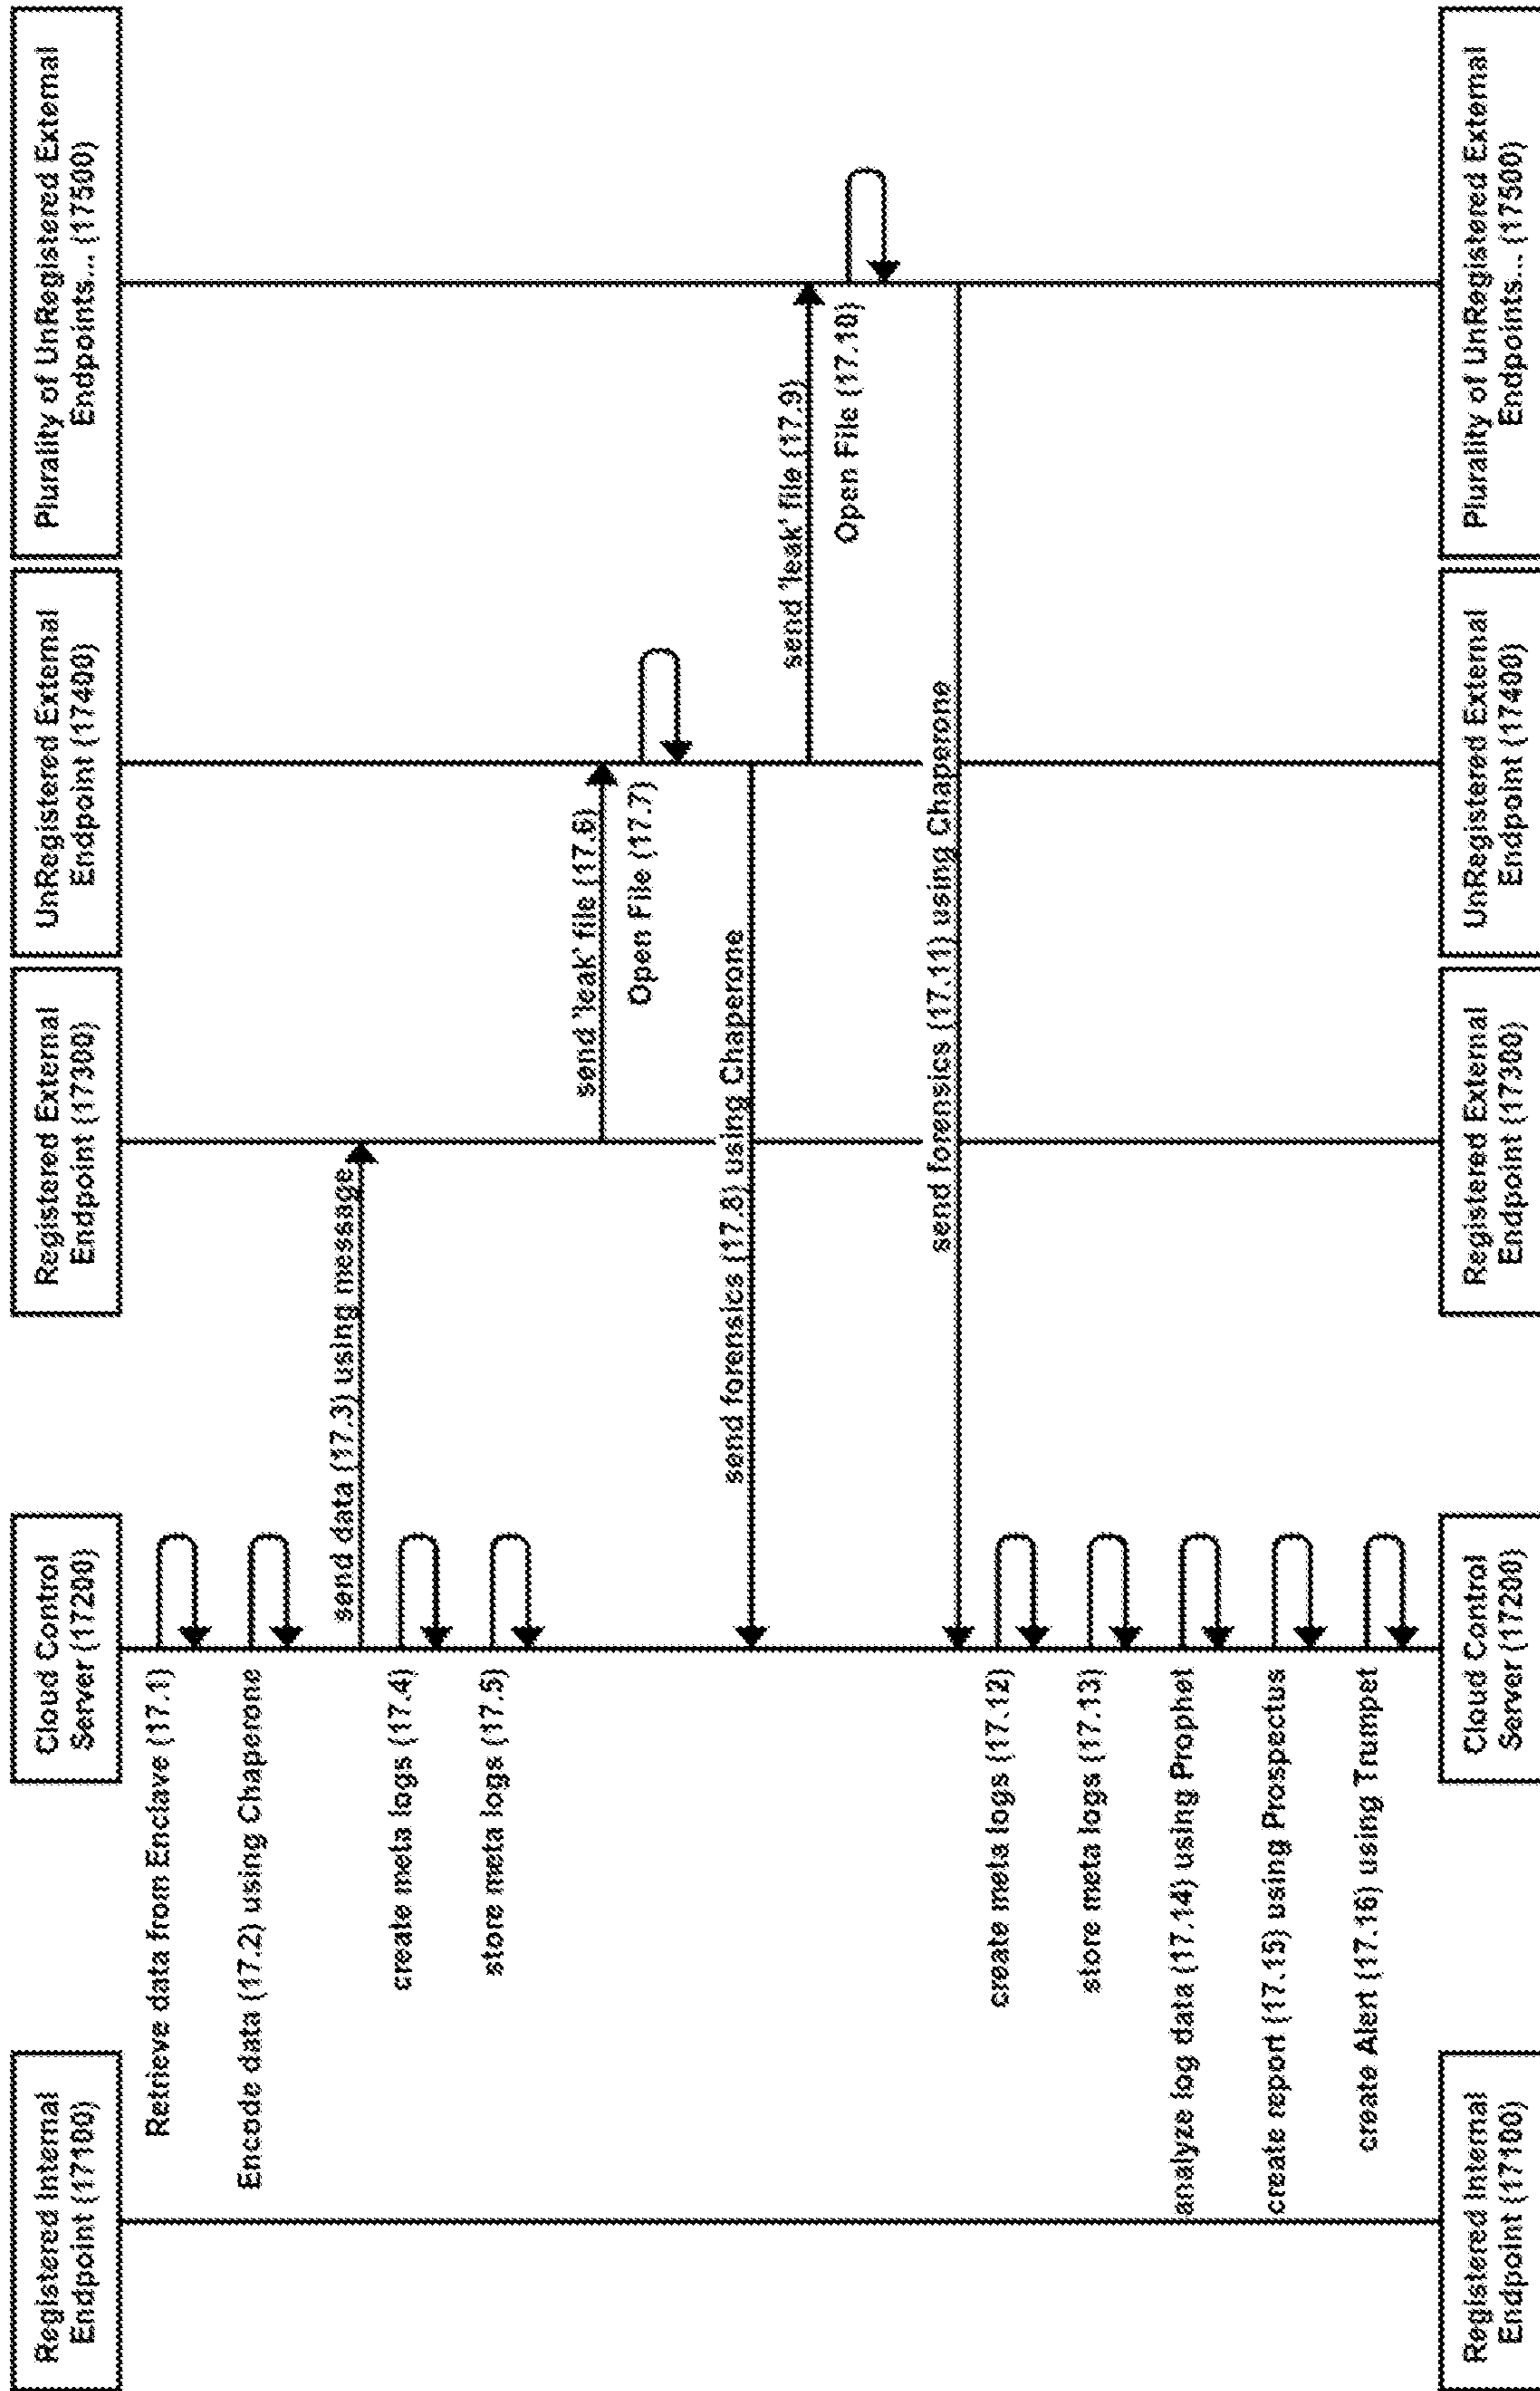 Registered Internal
Endpoint (17100)
Cloud Control
Server (17200)
Registered External
Endpoint (17300)
UnRegistered External
Endpoint (17400)
Plurality of UnRegistered External
Endpoints... (17500)
Retrieve data from Enclave (17.1)
Encode data (17.2) using Chaperone
send data (17.3) using message
create meta logs (17.4)
store meta logs (17.5)
send 'leak' file (17.6)
Open File (17.7)
send forensics (17.8) using Chaperone
send 'leak' file (17.9)
Open File (17.10)
send forensics (17.11) using Chaperone
create meta logs (17.12)
store meta logs (17.13)
analyze log data (17.14) using Prophet
create report (17.15) using Prospectus
create Alert (17.16) using Trumpet
Registered Internal
Endpoint (17100)
Cloud Control
Server (17200)
Registered External
Endpoint (17300)
UnRegistered External
Endpoint (17400)
Plurality of UnRegistered External
Endpoints... (17500)